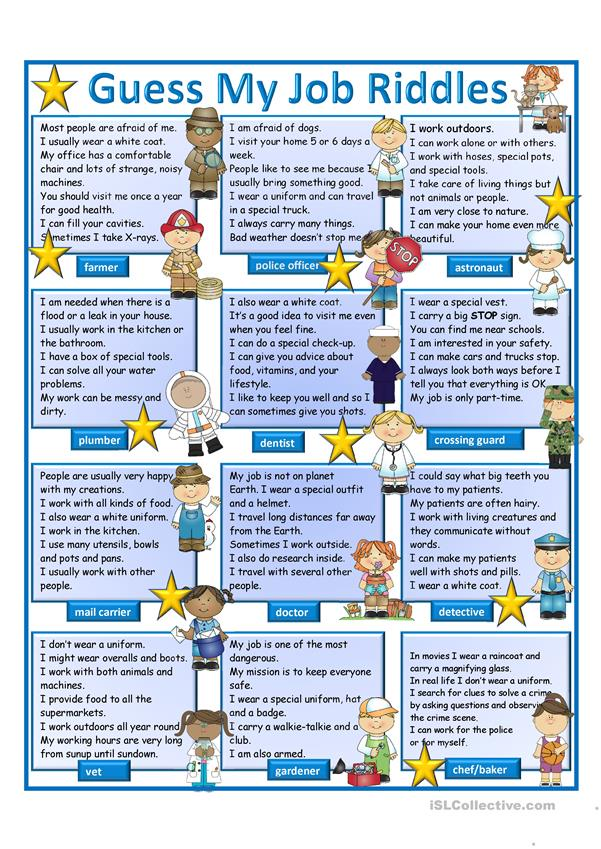 Guess My Job Riddles
Most people are afraid of me.
I usually wear a white coat.
My office has a comfortable
chair and lots of strange, noisy
machines.
You should visit me once a year
for good health.
I can fill your cavities.
Sometimes I take X-rays.
farmer
I am afraid of dogs.
I visit your home 5 or 6 days a
week.
People like to see me because I
usually bring something good.
I wear a uniform and can travel
in a special truck.
I always carry many things.
Bad weather doesn't stop me.
police officer
STOP
I work outdoors.
I can work alone or with others.
I work with hoses, special pots,
and special tools.
I take care of living things but
not animals or people.
I am very close to nature.
I can make your home even more
beautiful.
astronaut
I am needed when there is a
flood or a leak in your house.
I usually work in the kitchen or
the bathroom.
I have a box of special tools.
I can solve all your water
problems.
My work can be messy and
dirty.
plumber
I also wear a white coat.
It's a good idea to visit me even
when you feel fine.
I can do a special check-up.
I can give you advice about
food, vitamins, and your
lifestyle.
I like to keep you well and so I
can sometimes give you shots.
dentist
I wear a special vest.
I carry a big STOP sign.
You can find me near schools.
I am interested in your safety.
I can make cars and trucks stop.
I always look both ways before I
tell you that everything is OK
My job is only part-time.
crossing guard
People are usually very happy
with my creations.
I work with all kinds of food.
I also wear a white uniform.
I work in the kitchen.
I use many utensils, bowls
and pots and pans.
I usually work with other
people.
mail carrier
My job is not on planet
Earth. I wear a special outfit
and a helmet.
I travel long distances far away
from the Earth.
Sometimes I work outside.
I also do research inside.
I travel with several other
people.
doctor
I could say what big teeth you
have to my patients.
My patients are often hairy.
I work with living creatures and
they communicate without
words.
I can make my patients
well with shots and pills.
I wear a white coat.
detective
I don't wear a uniform.
I might wear overalls and boots.
I work with both animals and
machines.
I provide food to all the
supermarkets.
I work outdoors all year round.
My working hours are very long
from sunup until sundown.
vet
My job is one of the most
dangerous.
My mission is to keep everyone
safe.
I wear a special uniform, hat
and a badge.
I carry a walkie-talkie and a
club.
I am also armed.
gardener
In movies I wear a raincoat and
carry a magnifying glass.
In real life I don't wear a uniform.
I search for clues to solve a crime
by asking questions and observing
the crime scene.
I can work for the police
or for myself.
chef/baker
iSLCollective.com